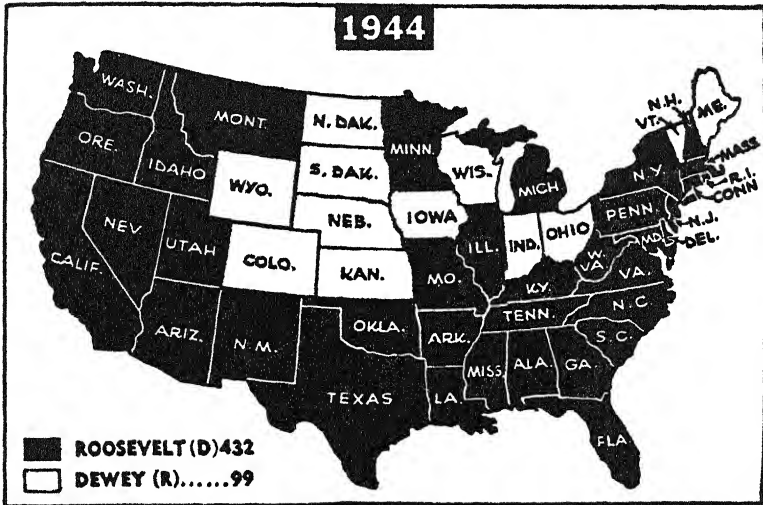 1944
WASH.
MONT.
N. DAK.
MINN.
N.H.
VT.
ME.
ORE.
IDAHO
WYO.
S. DAK.
WIS.
MICH
N.Y.
MASS
R.I.
CONN
NEV
UTAH
COLO.
NEB.
IOWA
ILL.
IND.
OHIO
PENN.
N.J.
DEL.
MD.
CALIF.
KAN.
MO.
KY.
W. VA.
VA.
ARIZ.
N. M.
OKLA.
ARK.
TENN.
N.C.
S.C.
TEXAS
LA.
MISS.
ALA.
GA.
FLA
ROOSEVELT (D) 432
DEWEY (R)......99